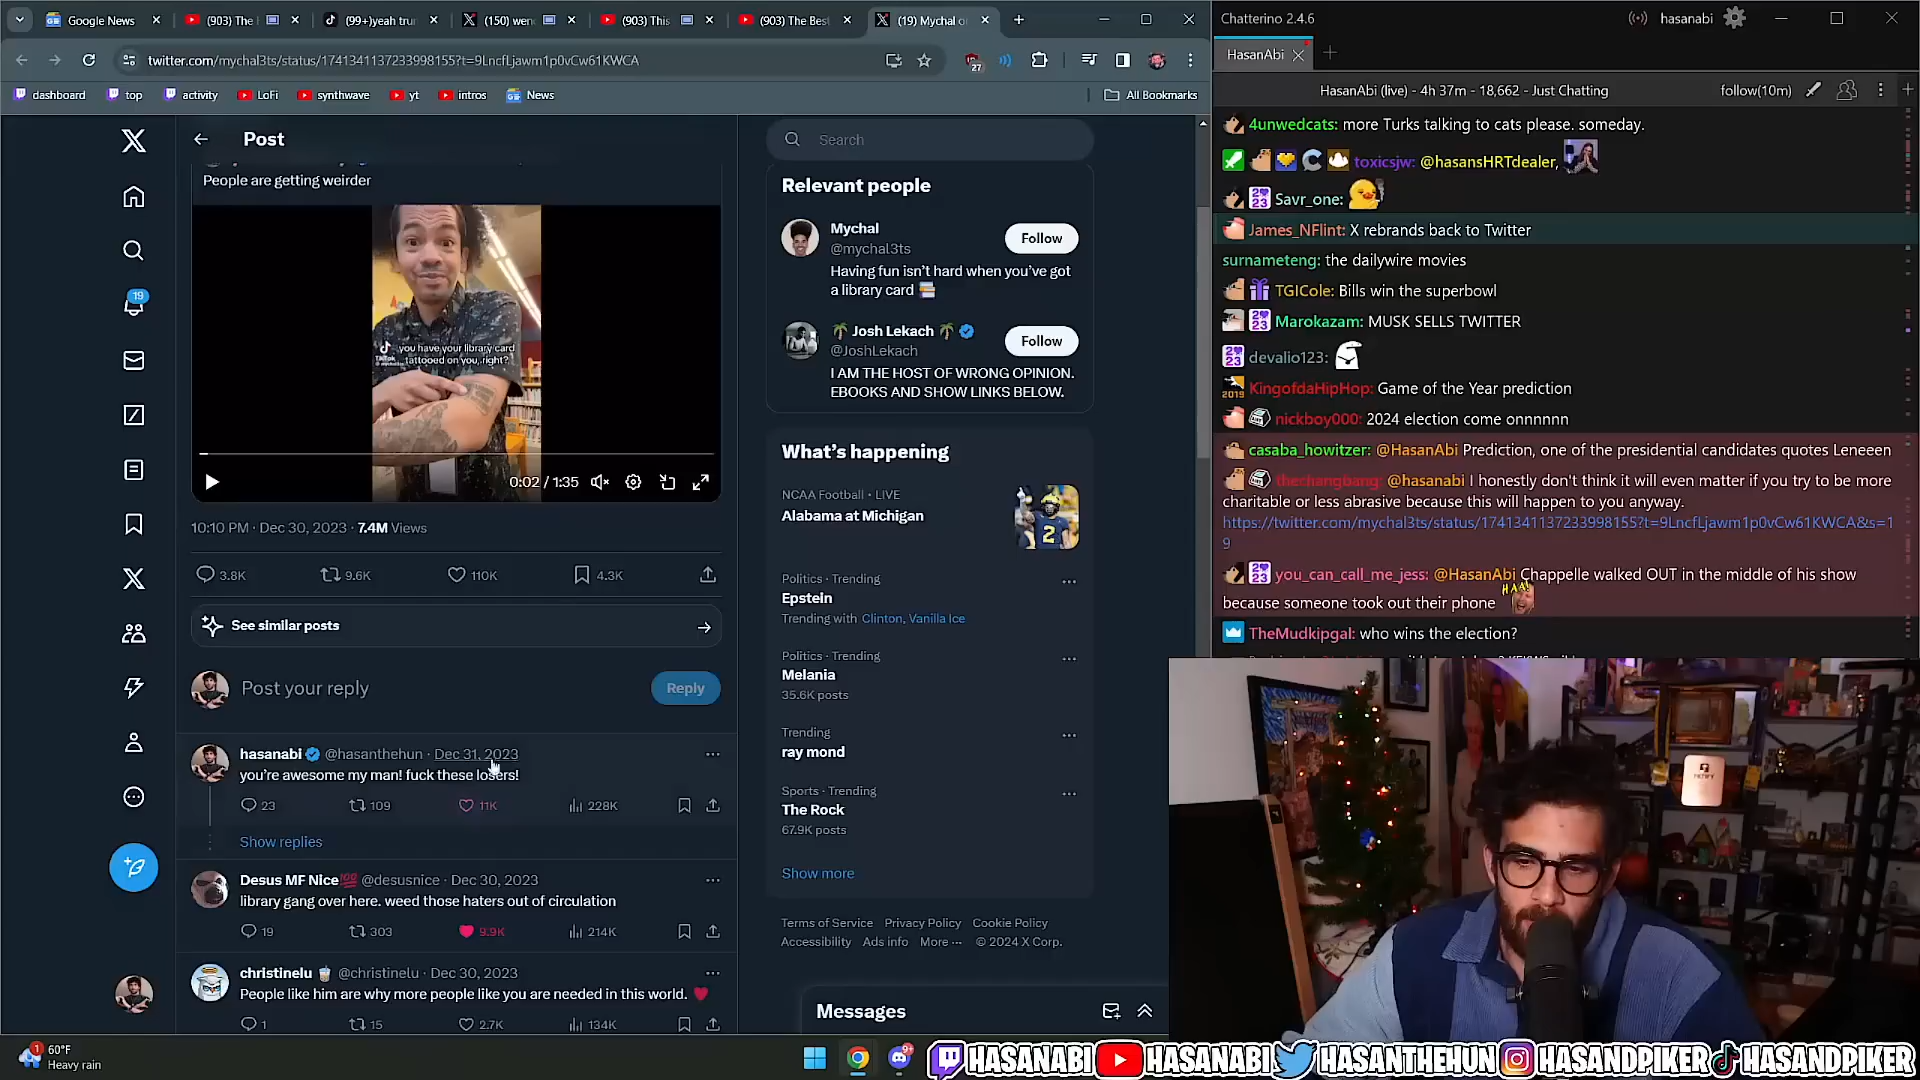 Google News
(903) The I
(99+)yeah trun
(150) wend
(903) This
(903) The Best
(19) Mychal o
twitter.com/mychal3ts/status/1741341137233998155?t=9LncfLjawm1p0vCw61KWCA
27
dashboard
top
activity
LoFi
synthwave
yt
intros
News
All Bookmarks
19
Post
People are getting weirder
you have your library card
tattooed on you, right?
TikTok
0:02 / 1:35
10:10 PM · Dec 30, 2023 · 7.4M Views
3.8K
9.6K
110K
4.3K
See similar posts
Post your reply
Reply
hasanabi @hasanthehun · Dec 31, 2023
you're awesome my man! fuck these losers!
23
109
11K
228K
Show replies
Desus MF Nice💯 @desusnice · Dec 30, 2023
library gang over here. weed those haters out of circulation
19
303
9.9K
214K
christinelu 🧋 @christinelu · Dec 30, 2023
People like him are why more people like you are needed in this world. ❤️
1
15
2.7K
134K
Search
Relevant people
Mychal
@mychal3ts
Follow
Having fun isn't hard when you've got
a library card 📚
🌴 Josh Lekach 🌴
@JoshLekach
Follow
I AM THE HOST OF WRONG OPINION.
EBOOKS AND SHOW LINKS BELOW.
What's happening
NCAA Football · LIVE
Alabama at Michigan
2
Politics · Trending
Epstein
Trending with Clinton, Vanilla Ice
Politics · Trending
Melania
35.6K posts
Trending
ray mond
Sports · Trending
The Rock
67.9K posts
Show more
Terms of Service Privacy Policy Cookie Policy
Accessibility Ads info More ··· © 2024 X Corp.
Messages
Chatterino 2.4.6
hasanabi
HasanAbi
HasanAbi (live) - 4h 37m - 18,662 - Just Chatting
follow(10m)
4unwedcats: more Turks talking to cats please. someday.
toxicsjw: @hasansHRTdealer,
Savr_one:
James_NFlint: X rebrands back to Twitter
surnameteng: the dailywire movies
TGICole: Bills win the superbowl
Marokazam: MUSK SELLS TWITTER
devalio123:
KingofdaHipHop: Game of the Year prediction
nickboy000: 2024 election come onnnnnn
casaba_howitzer: @HasanAbi Prediction, one of the presidential candidates quotes Leneeen
thechangbang: @hasanabi I honestly don't think it will even matter if you try to be more
charitable or less abrasive because this will happen to you anyway.
https://twitter.com/mychal3ts/status/1741341137233998155?t=9LncfLjawm1p0vCw61KWCA&s=1
9
you_can_call_me_jess: @HasanAbi Chappelle walked OUT in the middle of his show
because someone took out their phone
HAA!
TheMudkipgal: who wins the election?
1
60°F
Heavy rain
9+
HASANABI HASANABI HASANTHEHUN HASANDPIKER HASANDPIKER